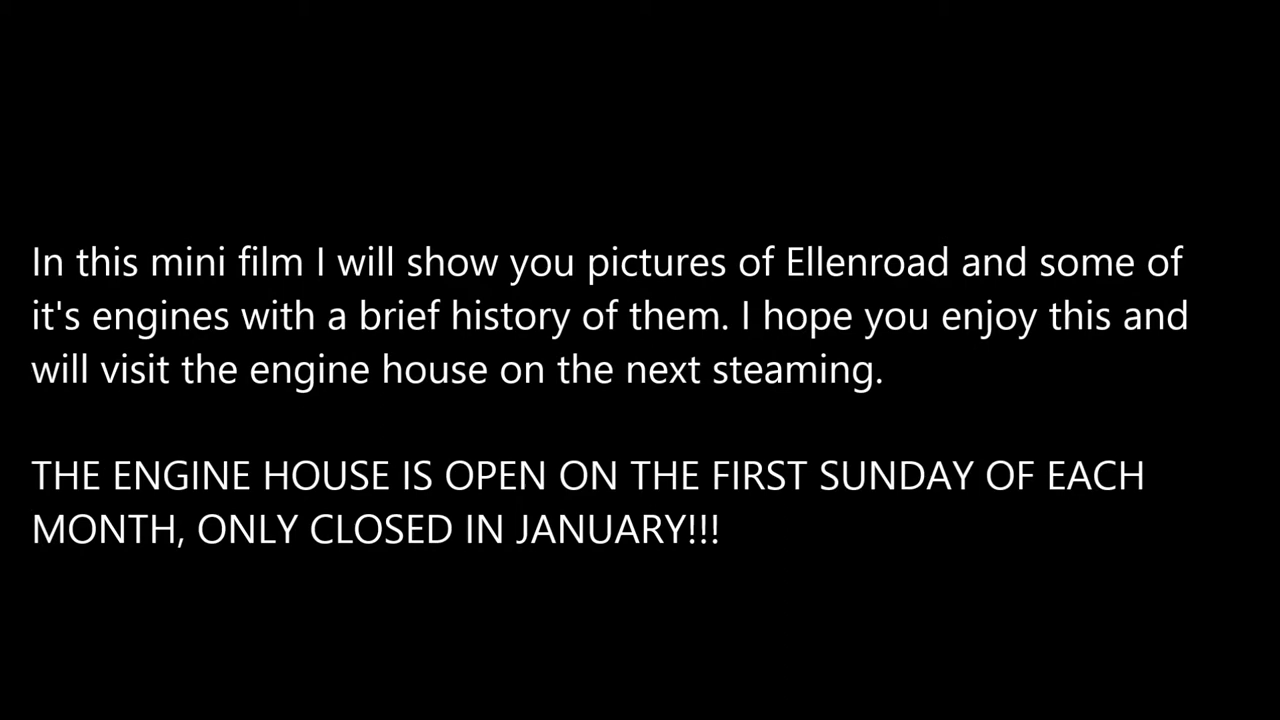 In this mini film I will show you pictures of Ellenroad and some of
it's engines with a brief history of them. I hope you enjoy this and
will visit the engine house on the next steaming.
THE ENGINE HOUSE IS OPEN ON THE FIRST SUNDAY OF EACH
MONTH, ONLY CLOSED IN JANUARY!!!